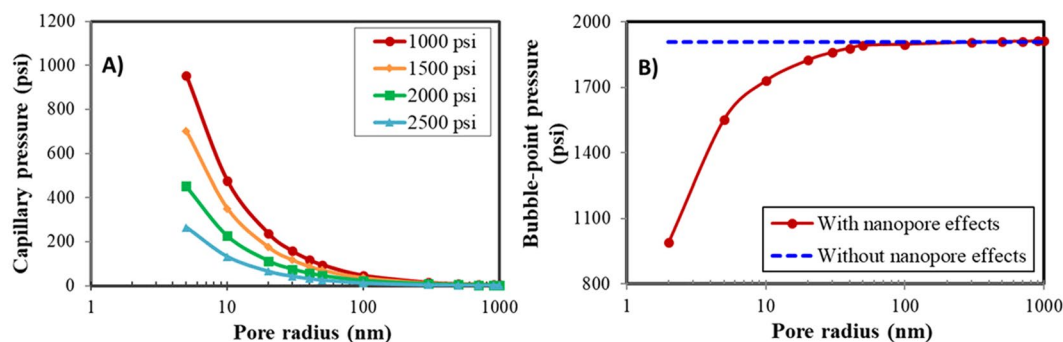 A)
1000 psi
1500 psi
2000 psi
2500 psi
Capillary pressure (psi)
1200
1000
800
600
400
200
0
1
10
100
1000
Pore radius (nm)
B)
Bubble-point pressure
(psi)
2000
1700
1400
1100
800
With nanopore effects
Without nanopore effects
1
10
100
1000
Pore radius (nm)